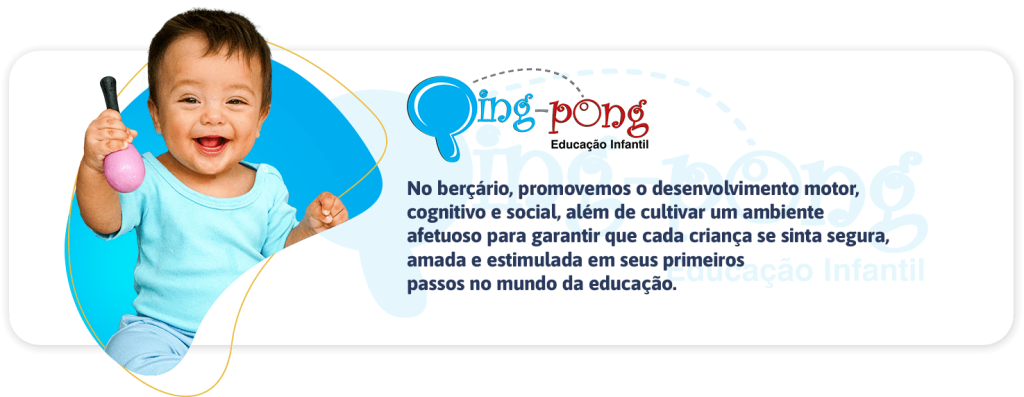 Ping-pong
Educação Infantil
No berçário, promovemos o desenvolvimento motor,
cognitivo e social, além de cultivar um ambiente
afetuoso para garantir que cada criança se sinta segura,
amada e estimulada em seus primeiros
passos no mundo da educação.
Ping-pong
Educação Infantil